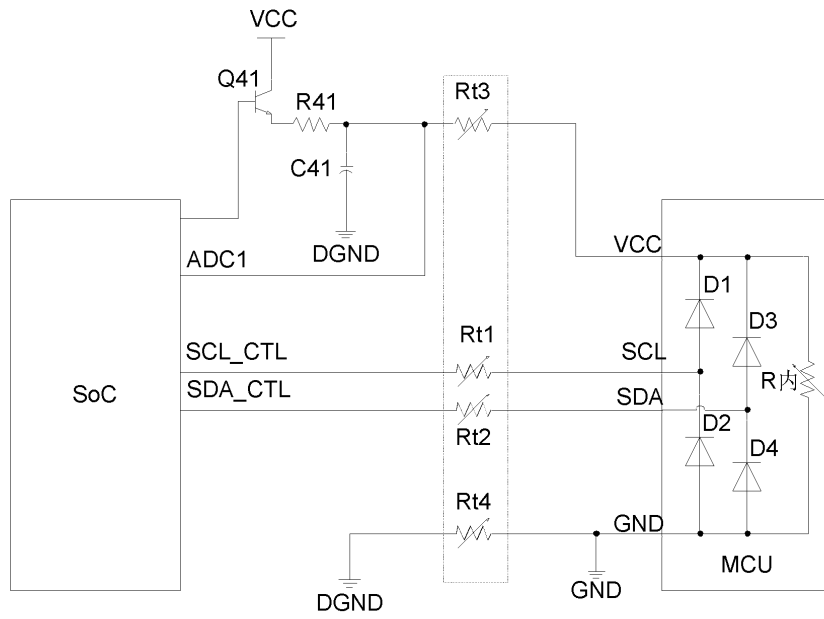 VCC
Q41
R41
Rt3
C41
DGND
VCC
ADC1
D1
D3
Rt1
SCL_CTL
SCL
R内
SoC
SDA_CTL
SDA
Rt2
D2
D4
Rt4
GND
MCU
DGND
GND